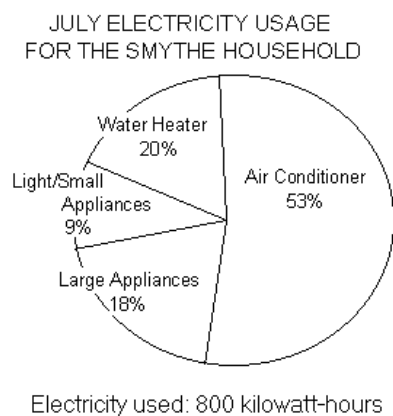 JULY ELECTRICITY USAGE
FOR THE SMYTHE HOUSEHOLD
Water Heater
20%
Air Conditioner
53%
Light/Small
Appliances
9%
Large Appliances
18%
Electricity used: 800 kilowatt-hours